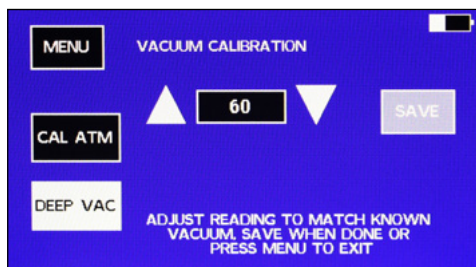 MENU
VACUUM CALIBRATION
60
SAVE
CAL ATM
DEEP VAC
ADJUST READING TO MATCH KNOWN
VACUUM, SAVE WHEN DONE OR
PRESS MENU TO EXIT